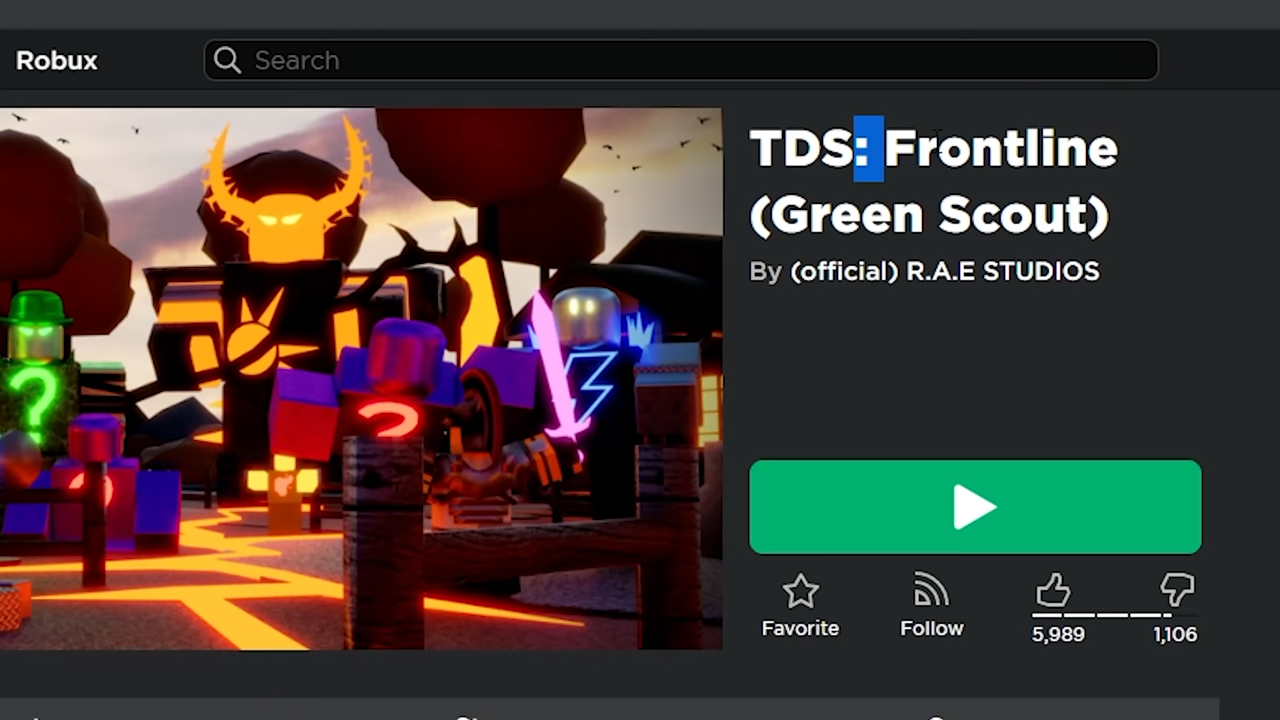 Robux
Search
TDS: Frontline
(Green Scout)
By (official) R.A.E STUDIOS
?
Favorite
Follow
5,989
1,106